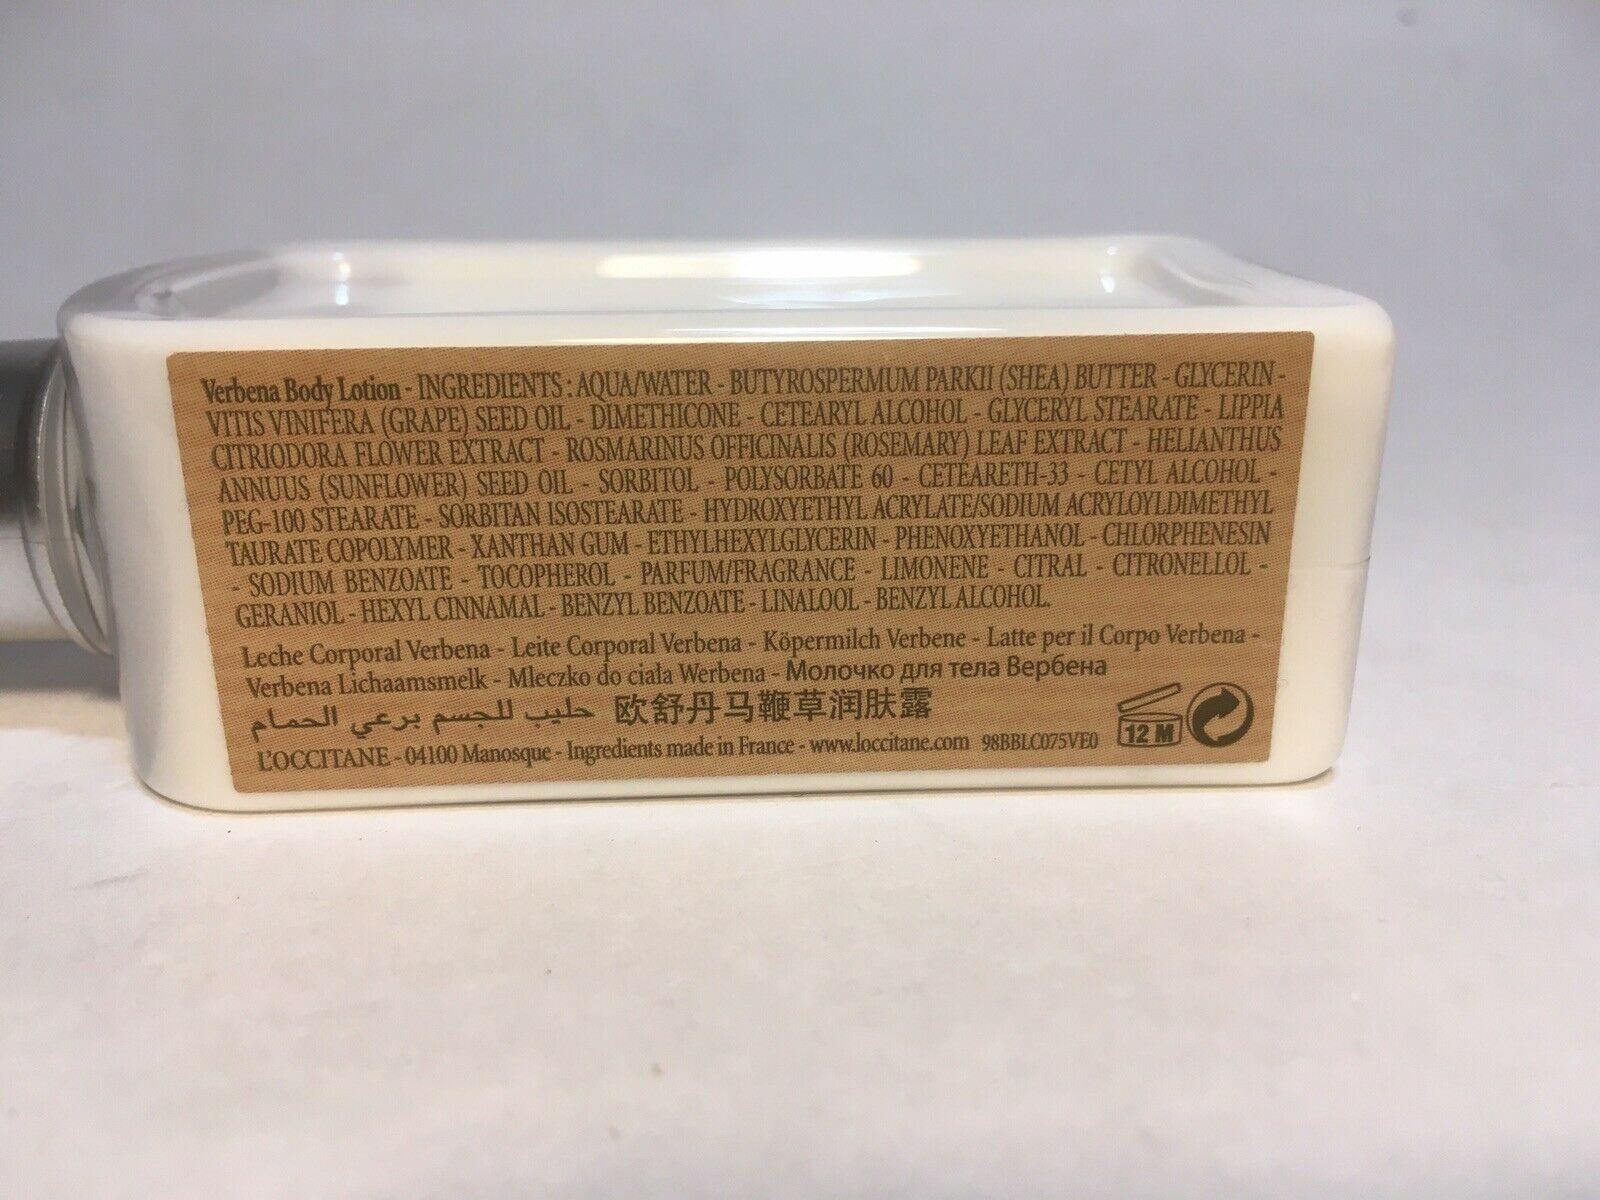 Verbena Body Lotion - INGREDIENTS : AQUA/WATER - BUTYROSPERMUM PARKII (SHEA) BUTTER - GLYCERIN -
VITIS VINIFERA (GRAPE) SEED OIL - DIMETHICONE - CETEARYL ALCOHOL - GLYCERYL STEARATE - LIPPIA
CITRIODORA FLOWER EXTRACT - ROSMARINUS OFFICINALIS (ROSEMARY) LEAF EXTRACT - HELIANTHUS
ANNUUS (SUNFLOWER) SEED OIL - SORBITOL - POLYSORBATE 60 - CETEARETH-33 - CETYL ALCOHOL -
PEG-100 STEARATE - SORBITAN ISOSTEARATE - HYDROXYETHYL ACRYLATE/SODIUM ACRYLOYLDIMETHYL
TAURATE COPOLYMER - XANTHAN GUM - ETHYLHEXYLGLYCERIN - PHENOXYETHANOL - CHLORPHENESIN
- SODIUM BENZOATE - TOCOPHEROL - PARFUM/FRAGRANCE - LIMONENE - CITRAL - CITRONELLOL -
GERANIOL - HEXYL CINNAMAL - BENZYL BENZOATE - LINALOOL - BENZYL ALCOHOL.
Leche Corporal Verbena - Leite Corporal Verbena - Köpermilch Verbene - Latte per il Corpo Verbena -
Verbena Lichaamsmelk - Mleczko do ciala Werbena - Молочко для тела Вербена
حليب للجسم برعي الحمام 欧舒丹马鞭草润肤露
L'OCCITANE - 04100 Manosque - Ingredients made in France - www.loccitane.com 98BBLC075VE0
12 M